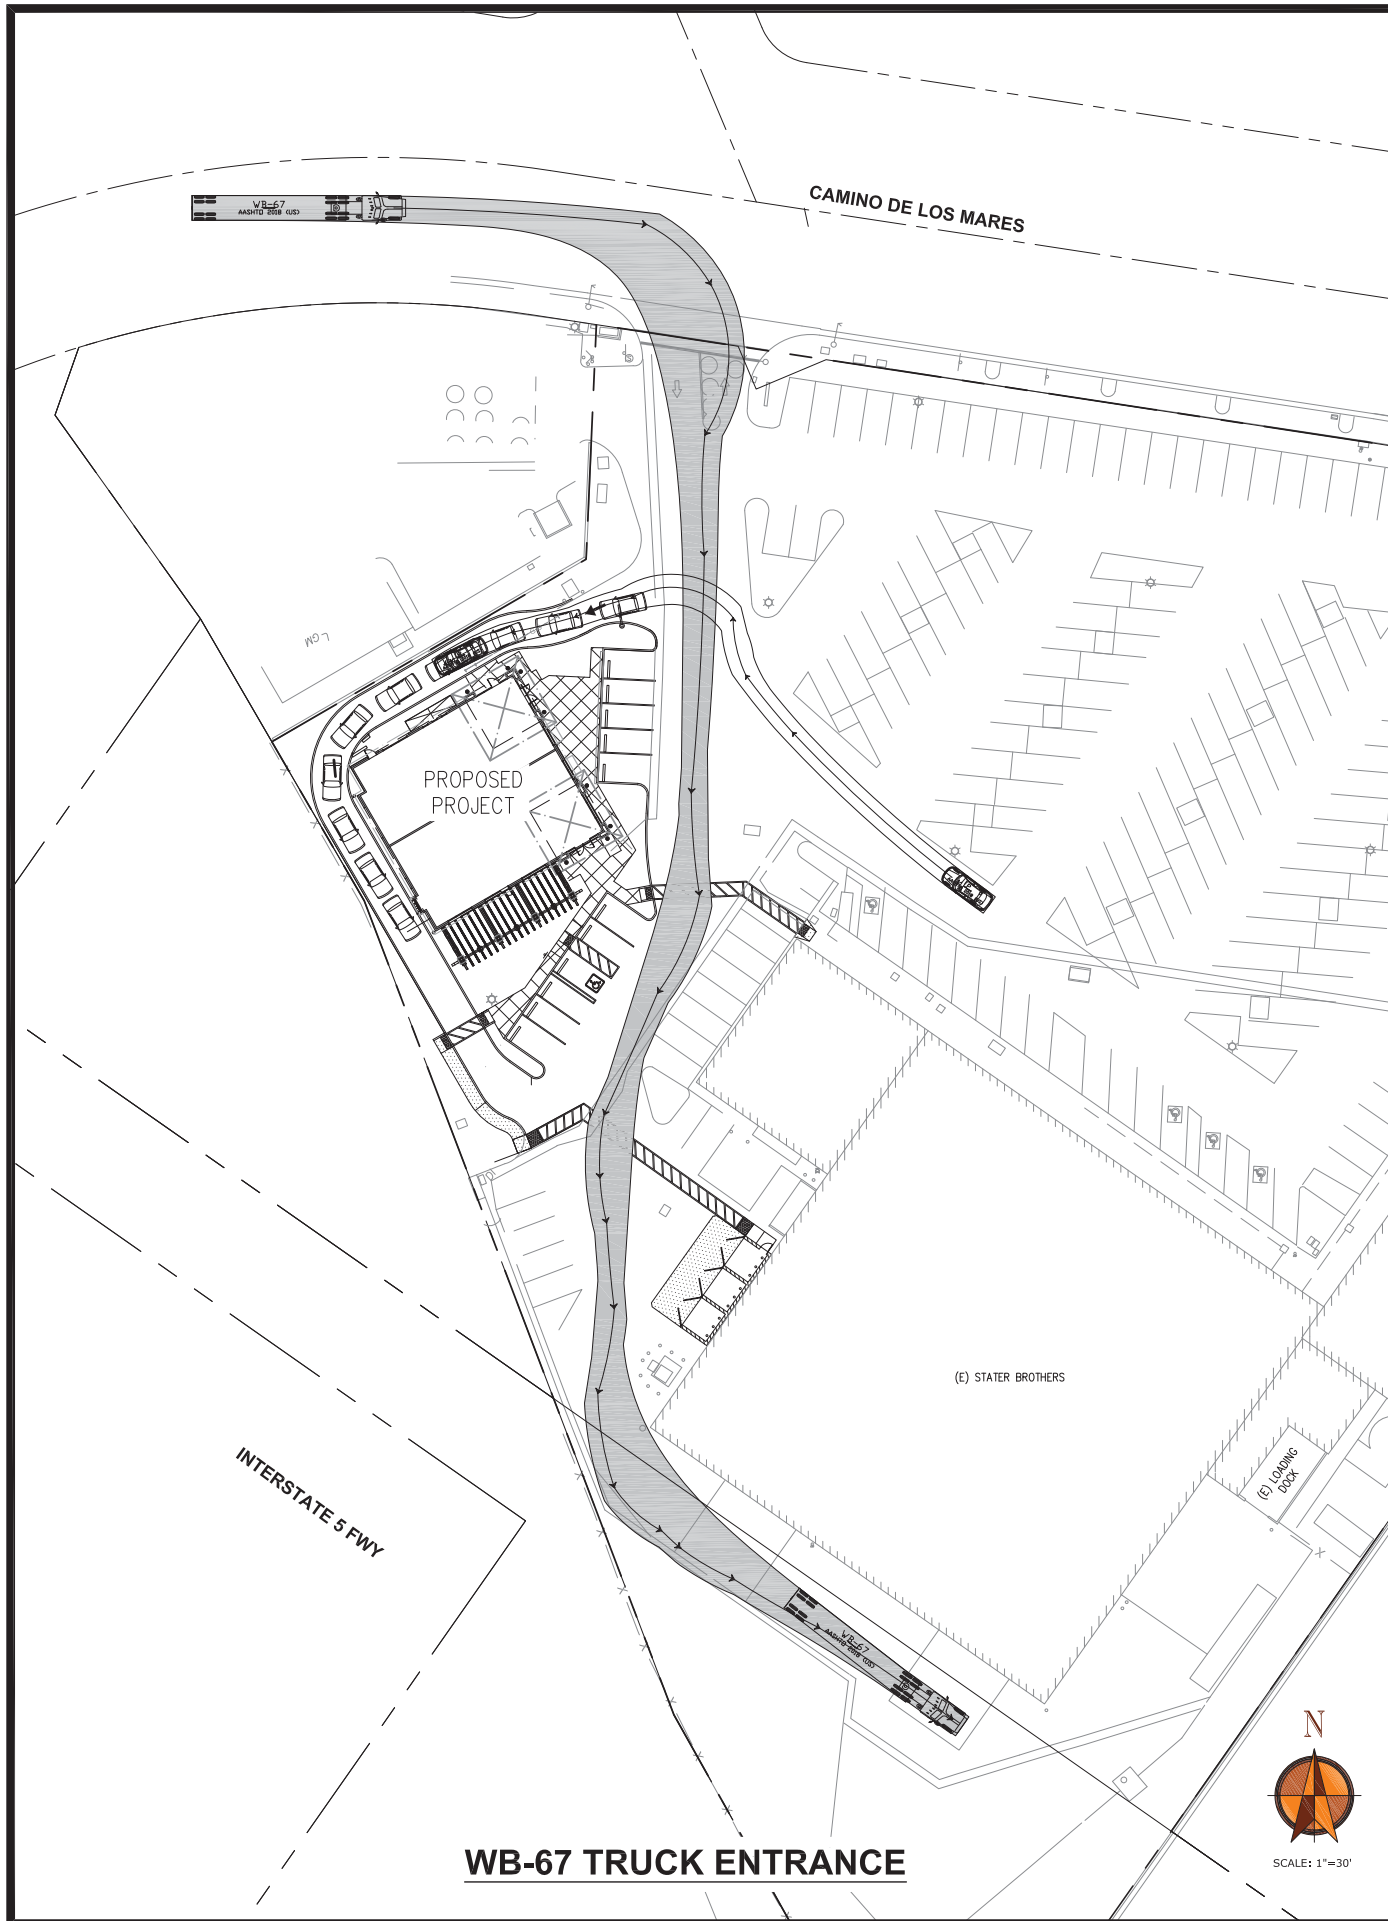 WB-67
AASHTO 2018 (US)
CAMINO DE LOS MARES
PROPOSED
PROJECT
(E) STATER BROTHERS
(E) LOADING
DOCK
INTERSTATE 5 FWY
WB-67
AASHTO 2018 (US)
N
SCALE: 1"=30'
WB-67 TRUCK ENTRANCE